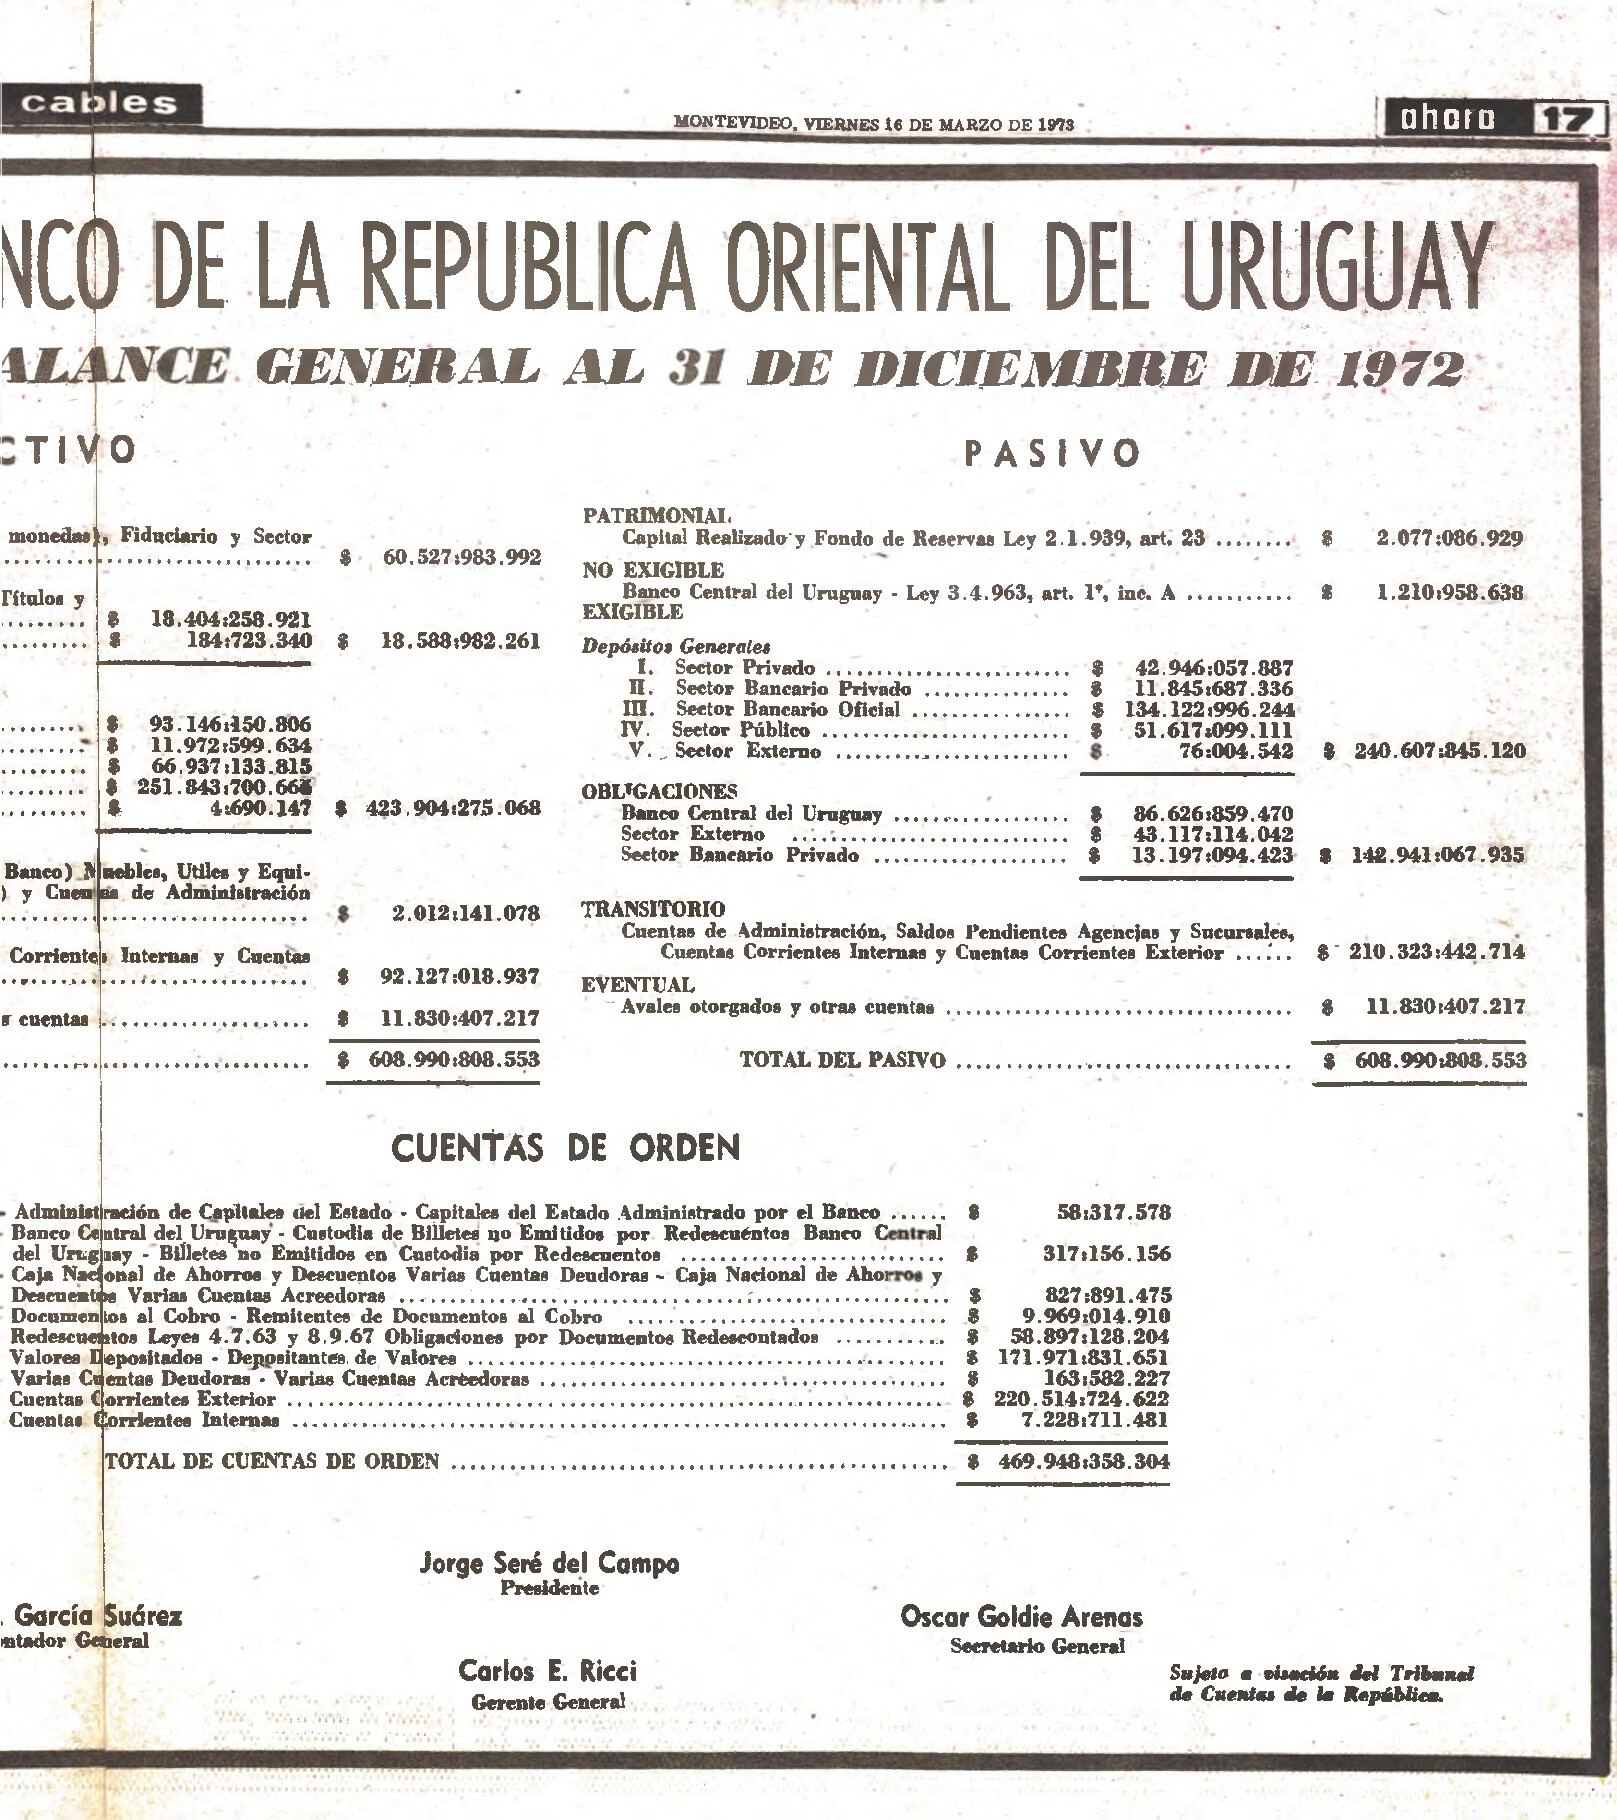 cables
MONTEVIDEO, VIERNES 16 DE MARZO DE 1973
ahora 17
NCO DE LA REPUBLICA ORIENTAL DEL URUGUAY
ALANCE GENERAL AL 31 DE DICIEMBRE DE 1972
CTIVO
monedas), Fiduciario y Sector
.............................. $ 60.527:983.992
Títulos y
......... $ 18.404:258.921
......... $ 184:723.340 $ 18.588:982.261
......... $ 93.146:150.806
......... $ 11.972:599.634
......... $ 66.937:133.815
......... $ 251.843:700.666
......... $ 4:690.147 $ 423.904:275.068
Banco) Muebles, Utiles y Equi-
) y Cuentas de Administración
.............................. $ 2.012:141.078
Corrientes Internas y Cuentas
.............................. $ 92.127:018.937
s cuentas .................... $ 11.830:407.217
.............................. $ 608.990:808.553
PASIVO
PATRIMONIAL
Capital Realizado y Fondo de Reservas Ley 2.1.939, art. 23 ........ $ 2.077:086.929
NO EXIGIBLE
Banco Central del Uruguay - Ley 3.4.963, art. 1º, inc. A ........... $ 1.210:958.638
EXIGIBLE
Depósitos Generales
I. Sector Privado ........................ $ 42.946:057.887
II. Sector Bancario Privado .............. $ 11.845:687.336
III. Sector Bancario Oficial ............... $ 134.122:996.244
IV. Sector Público ........................ $ 51.617:099.111
V. Sector Externo ....................... $ 76:004.542 $ 240.607:845.120
OBLIGACIONES
Banco Central del Uruguay ................. $ 86.626:859.470
Sector Externo ........................... $ 43.117:114.042
Sector Bancario Privado ................... $ 13.197:094.423 $ 142.941:067.935
TRANSITORIO
Cuentas de Administración, Saldos Pendientes Agencias y Sucursales,
Cuentas Corrientes Internas y Cuentas Corrientes Exterior ...... $ 210.323:442.714
EVENTUAL
Avales otorgados y otras cuentas .................................. $ 11.830:407.217
TOTAL DEL PASIVO ................................. $ 608.990:808.553
CUENTAS DE ORDEN
- Administración de Capitales del Estado - Capitales del Estado Administrado por el Banco ...... $ 58:317.578
Banco Central del Uruguay - Custodia de Billetes no Emitidos por Redescuentos Banco Central
del Uruguay - Billetes no Emitidos en Custodia por Redescuentos .......................... $ 317:156.156
Caja Nacional de Ahorros y Descuentos Varias Cuentas Deudoras - Caja Nacional de Ahorros y
Descuentos Varias Cuentas Acreedoras ...................................................... $ 827:891.475
Documentos al Cobro - Remitentes de Documentos al Cobro ................................ $ 9.969:014.910
Redescuentos Leyes 4.7.63 y 8.9.67 Obligaciones por Documentos Redescontados ........... $ 58.897:128.204
Valores Depositados - Depositantes de Valores ............................................... $ 171.971:831.651
Varias Cuentas Deudoras - Varias Cuentas Acreedoras ........................................ $ 163:582.227
Cuentas Corrientes Exterior .................................................................. $ 220.514:724.622
Cuentas Corrientes Internas .................................................................. $ 7.228:711.481
TOTAL DE CUENTAS DE ORDEN .................................................. $ 469.948:358.304
Jorge Seré del Campo
Presidente
. García Suárez
ontador General
Oscar Goldie Arenas
Secretario General
Carlos E. Ricci
Gerente General
Sujeto a visación del Tribunal
de Cuentas de la República.